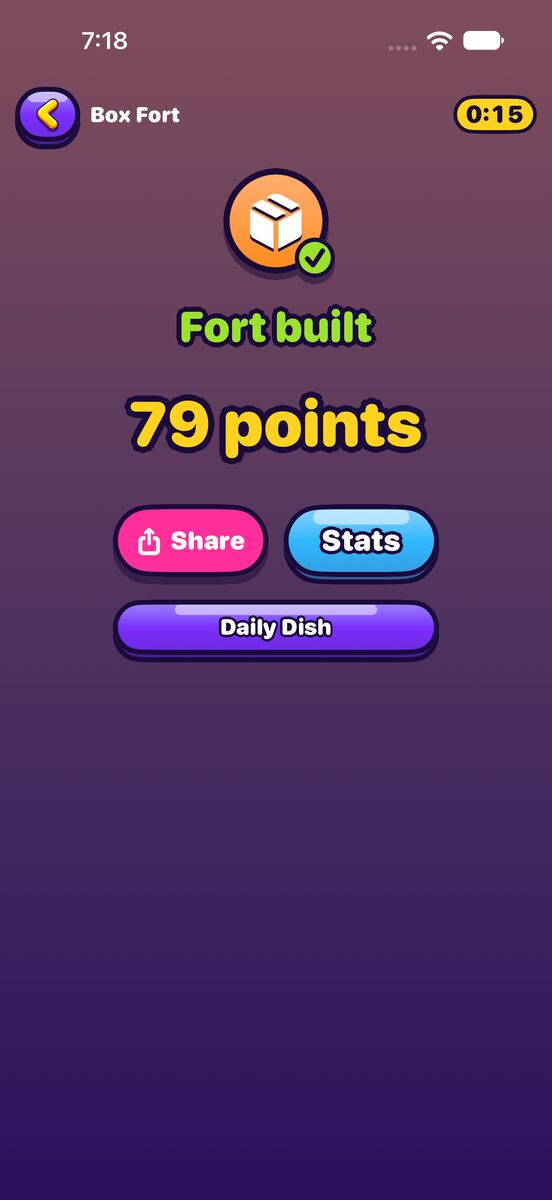 7:18
Box Fort
0:15
Fort built
79 points
Share
Stats
Daily Dish